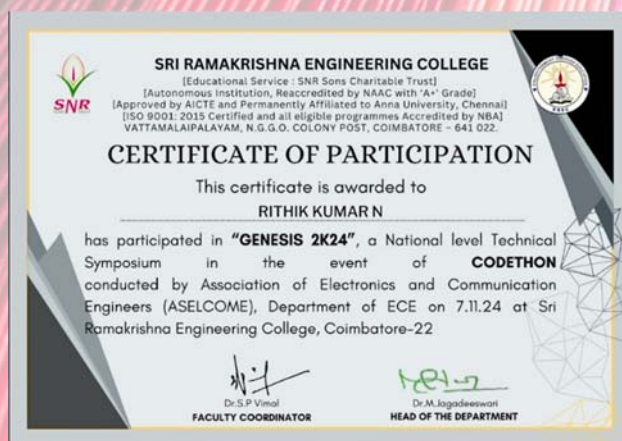 SRI RAMAKRISHNA ENGINEERING COLLEGE
[Educational Service : SNR Sons Charitable Trust]
[Autonomous Institution, Reaccredited by NAAC with 'A+' Grade]
[Approved by AICTE and Permanently Affiliated to Anna University, Chennai]
[ISO 9001: 2015 Certified and all eligible programmes Accredited by NBA]
VATTAMALAIPALAYAM, N.G.G.O. COLONY POST, COIMBATORE – 641 022.
SNR
CERTIFICATE OF PARTICIPATION
This certificate is awarded to
RITHIK KUMAR N
has participated in "GENESIS 2K24", a National level Technical
Symposium in the event of CODETHON
conducted by Association of Electronics and Communication
Engineers (ASELCOME), Department of ECE on 7.11.24 at Sri
Ramakrishna Engineering College, Coimbatore-22
Dr.S.P Vimal
FACULTY COORDINATOR
Dr.M.Jagadeeswari
HEAD OF THE DEPARTMENT